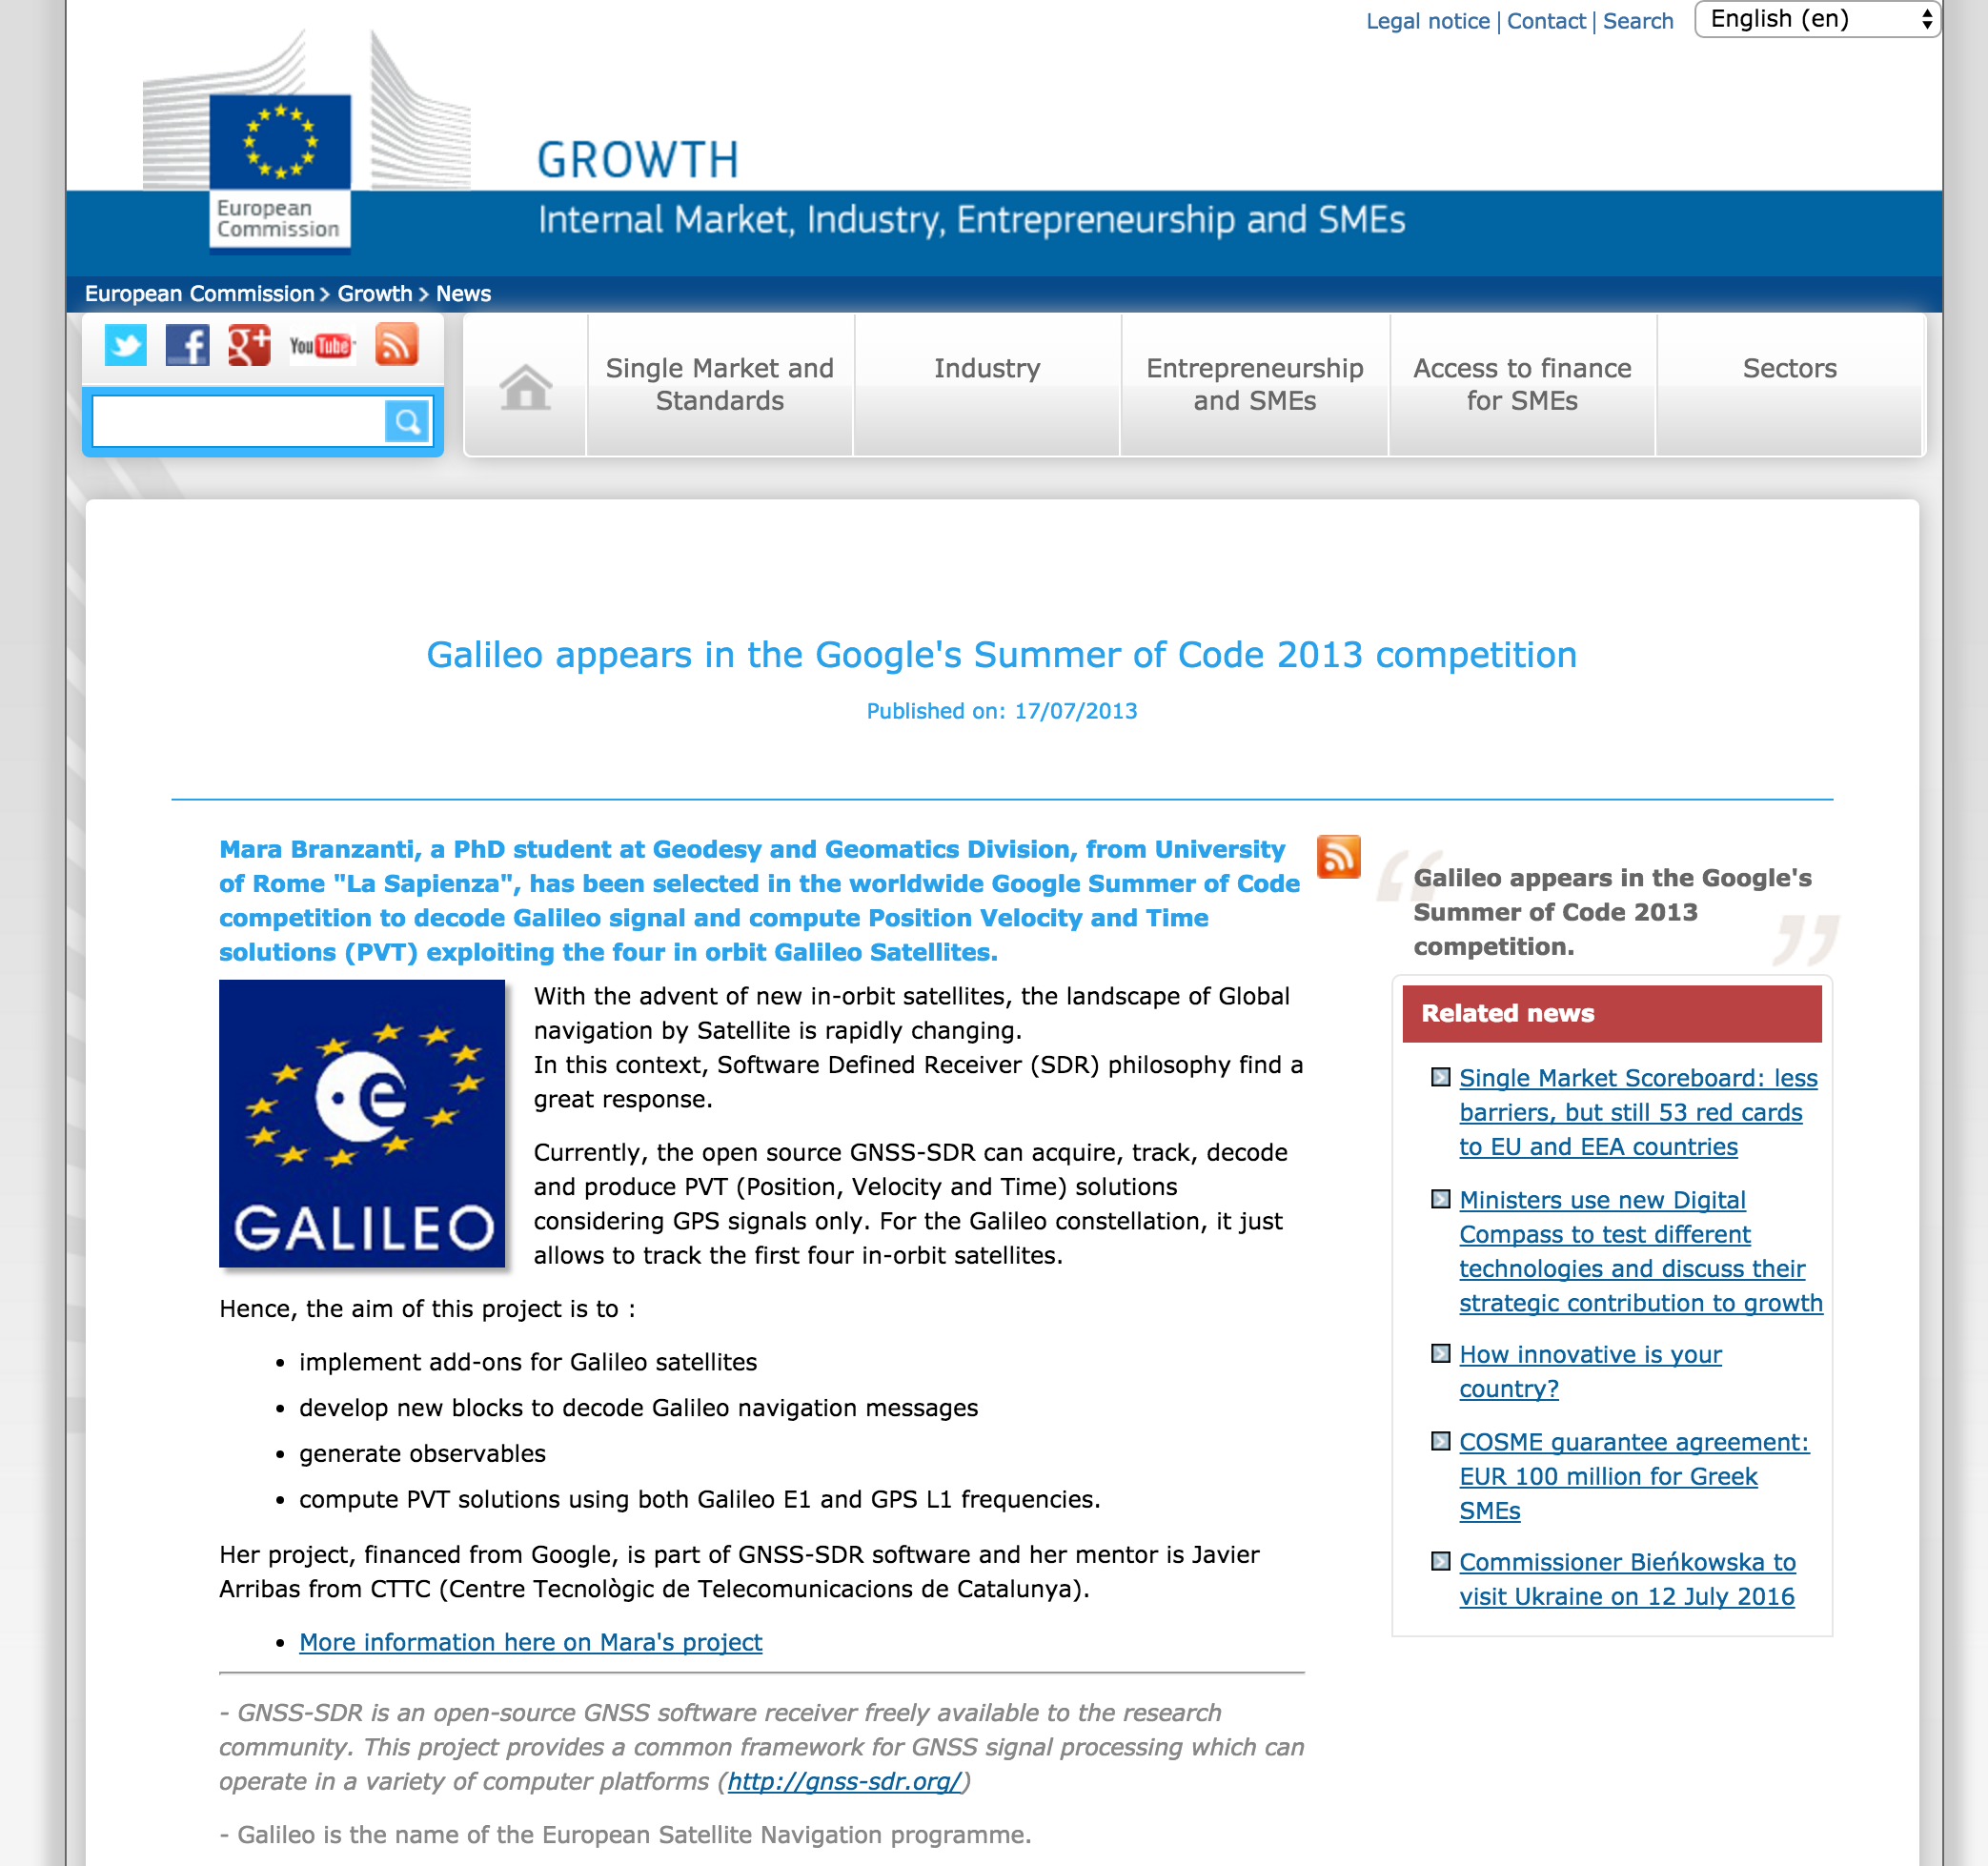 Legal notice | Contact | Search English (en)
GROWTH
European
Commission
Internal Market, Industry, Entrepreneurship and SMEs
European Commission > Growth > News
f g+ YouTube
Single Market and
Standards
Industry
Entrepreneurship
and SMEs
Access to finance
for SMEs
Sectors
Galileo appears in the Google's Summer of Code 2013 competition
Published on: 17/07/2013
Mara Branzanti, a PhD student at Geodesy and Geomatics Division, from University
of Rome "La Sapienza", has been selected in the worldwide Google Summer of Code
competition to decode Galileo signal and compute Position Velocity and Time
solutions (PVT) exploiting the four in orbit Galileo Satellites.
e
GALILEO
With the advent of new in-orbit satellites, the landscape of Global
navigation by Satellite is rapidly changing.
In this context, Software Defined Receiver (SDR) philosophy find a
great response.
Currently, the open source GNSS-SDR can acquire, track, decode
and produce PVT (Position, Velocity and Time) solutions
considering GPS signals only. For the Galileo constellation, it just
allows to track the first four in-orbit satellites.
Hence, the aim of this project is to :
• implement add-ons for Galileo satellites
• develop new blocks to decode Galileo navigation messages
• generate observables
• compute PVT solutions using both Galileo E1 and GPS L1 frequencies.
Her project, financed from Google, is part of GNSS-SDR software and her mentor is Javier
Arribas from CTTC (Centre Tecnològic de Telecomunicacions de Catalunya).
• More information here on Mara's project
- GNSS-SDR is an open-source GNSS software receiver freely available to the research
community. This project provides a common framework for GNSS signal processing which can
operate in a variety of computer platforms (http://gnss-sdr.org/)
- Galileo is the name of the European Satellite Navigation programme.
“Galileo appears in the Google's
Summer of Code 2013
competition.”
Related news
Single Market Scoreboard: less
barriers, but still 53 red cards
to EU and EEA countries
Ministers use new Digital
Compass to test different
technologies and discuss their
strategic contribution to growth
How innovative is your
country?
COSME guarantee agreement:
EUR 100 million for Greek
SMEs
Commissioner Bieńkowska to
visit Ukraine on 12 July 2016